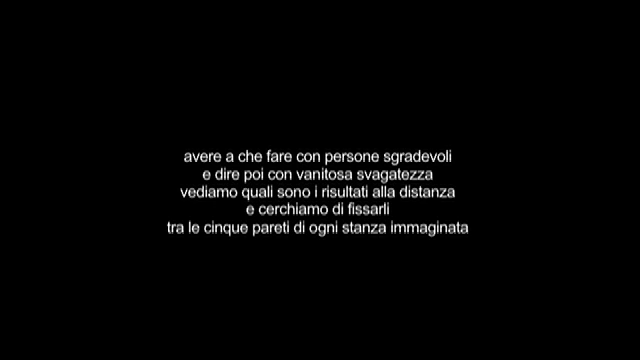 avere a che fare con persone sgradevoli
e dire poi con vanitosa svagatezza
vediamo quali sono i risultati alla distanza
e cerchiamo di fissarli
tra le cinque pareti di ogni stanza immaginata